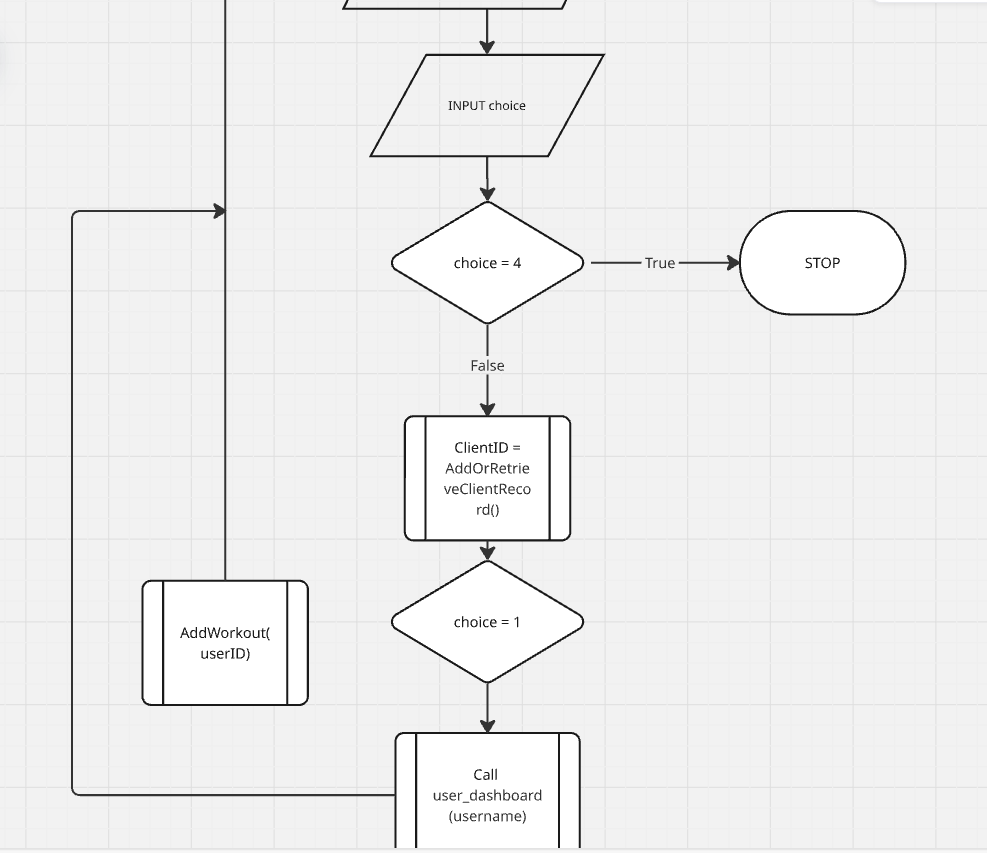 INPUT choice
choice = 4
True
STOP
False
ClientID =
AddOrRetrie
veClientReco
rd()
choice = 1
AddWorkout(
userID)
Call
user_dashboard
(username)